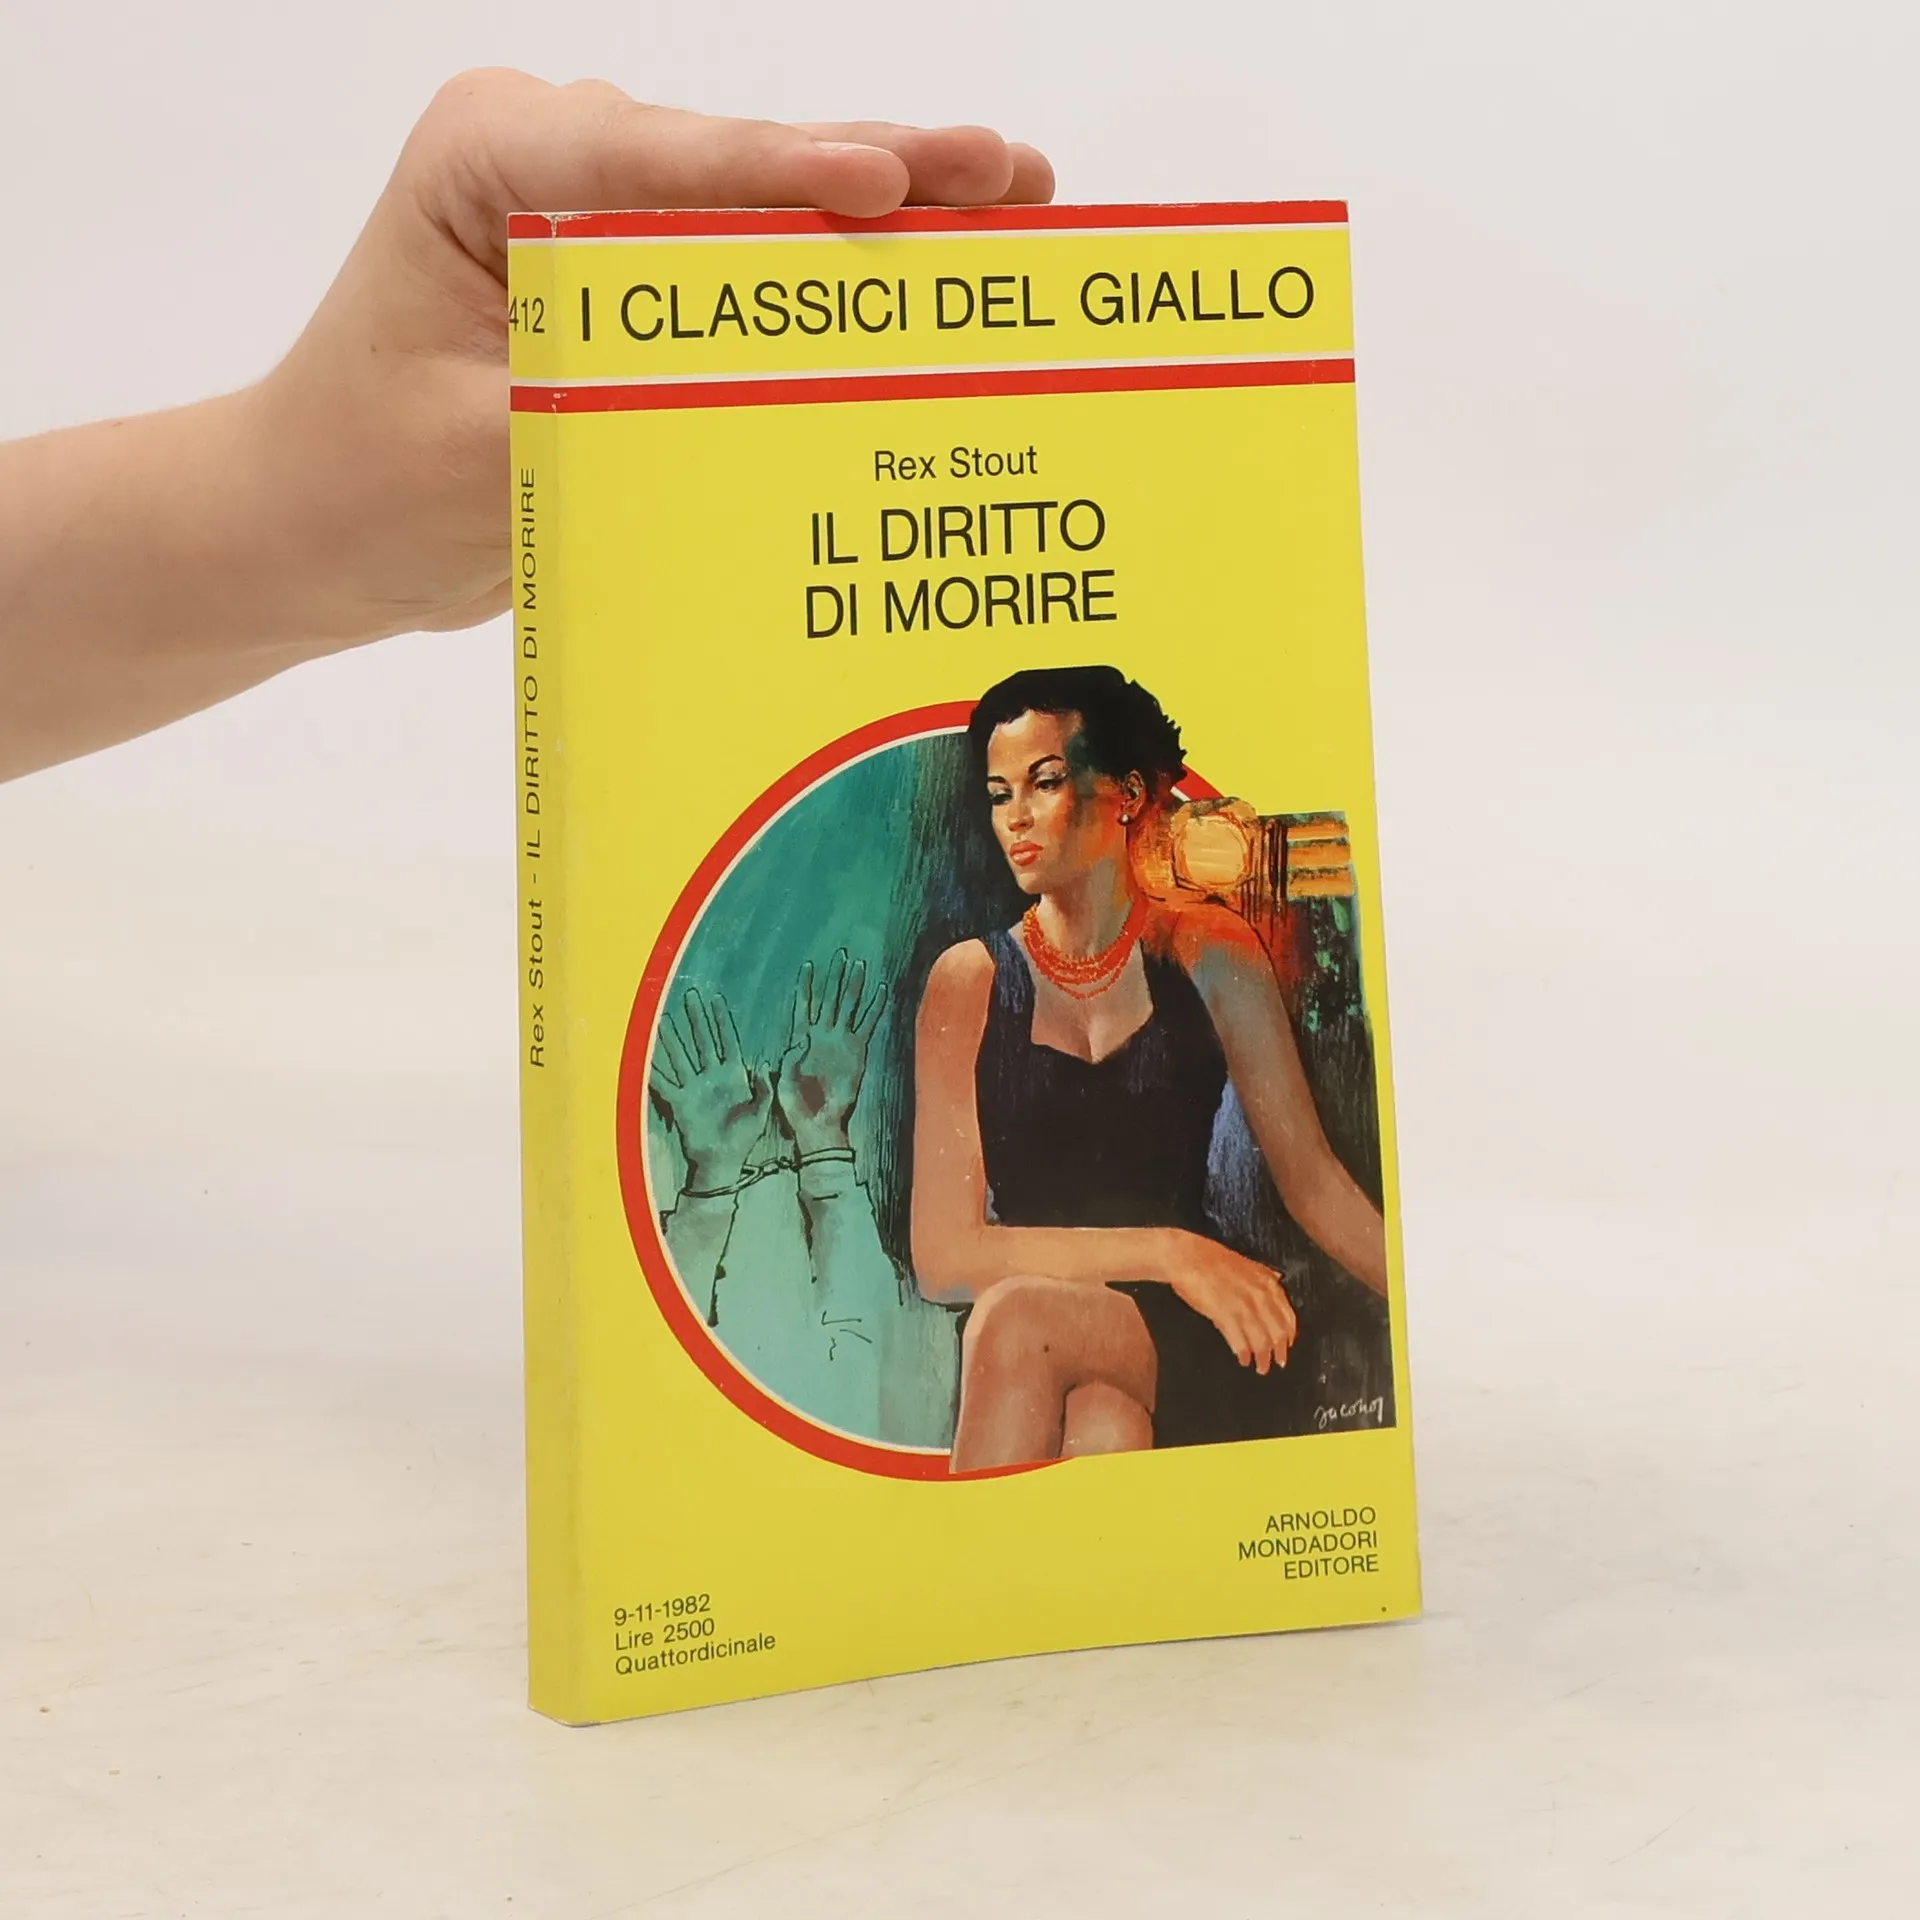 412
I CLASSICI DEL GIALLO
Rex Stout
IL DIRITTO
DI MORIRE
Rex Stout - IL DIRITTO DI MORIRE
Jacono
ARNOLDO
MONDADORI
EDITORE
9-11-1982
Lire 2500
Quattordicinale